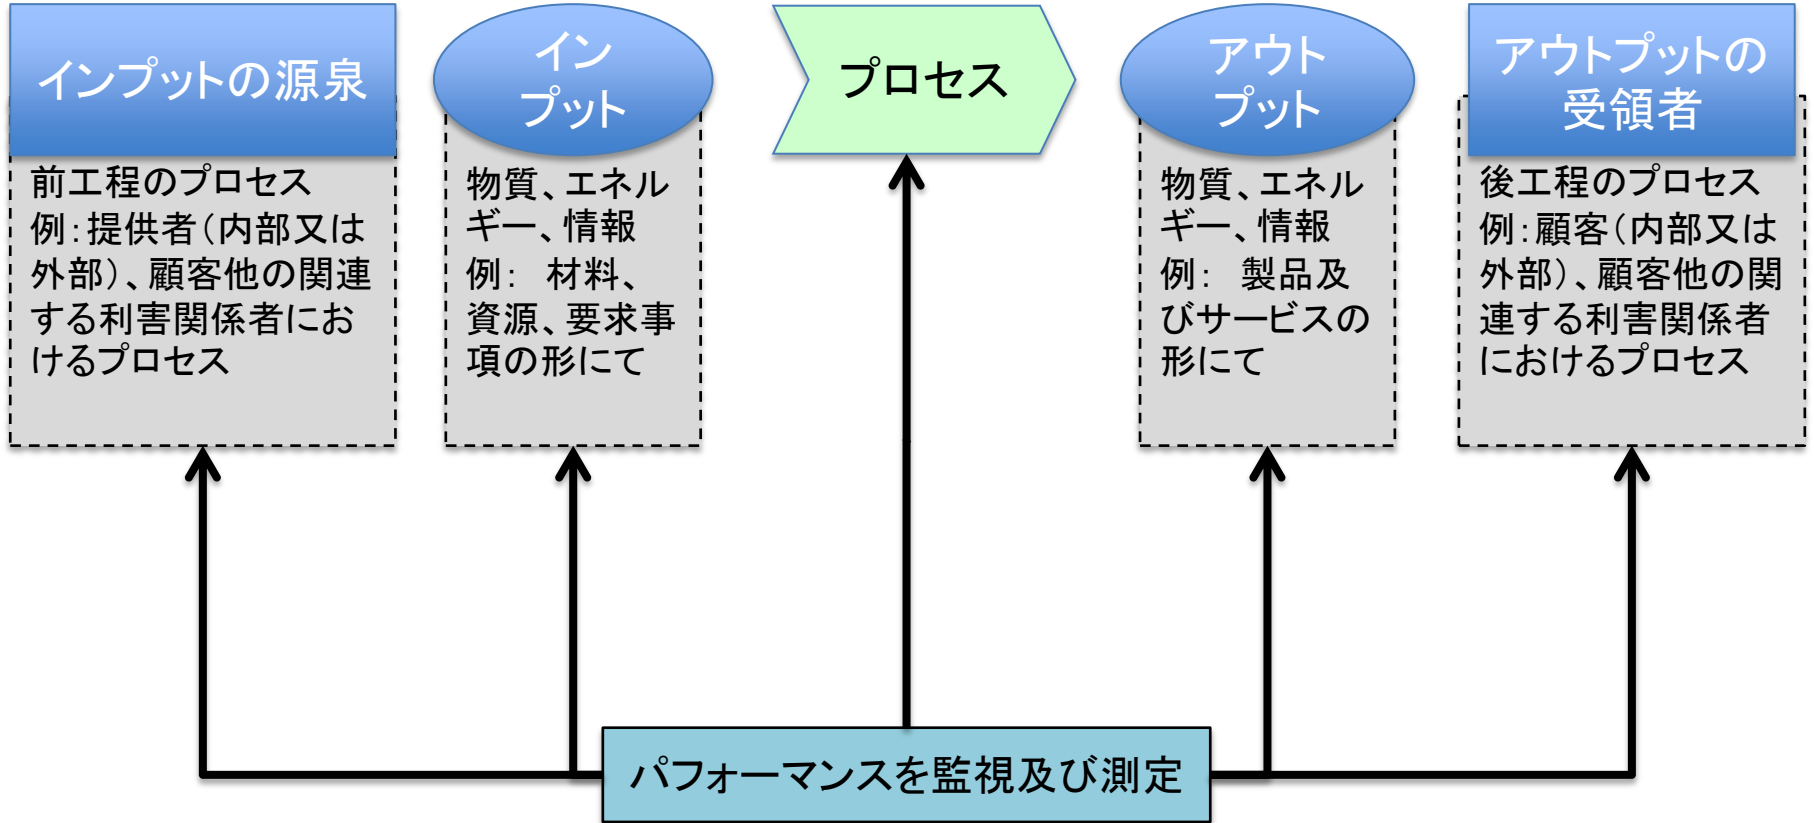 インプットの源泉
前工程のプロセス
例：提供者（内部又は
外部）、顧客他の関連
する利害関係者にお
けるプロセス
イン
プット
物質、エネル
ギー、情報
例：　材料、
資源、要求事
項の形にて
プロセス
アウト
プット
物質、エネル
ギー、情報
例：　製品及
びサービスの
形にて
アウトプットの
受領者
後工程のプロセス
例：顧客（内部又は
外部）、顧客他の関
連する利害関係者
におけるプロセス
パフォーマンスを監視及び測定